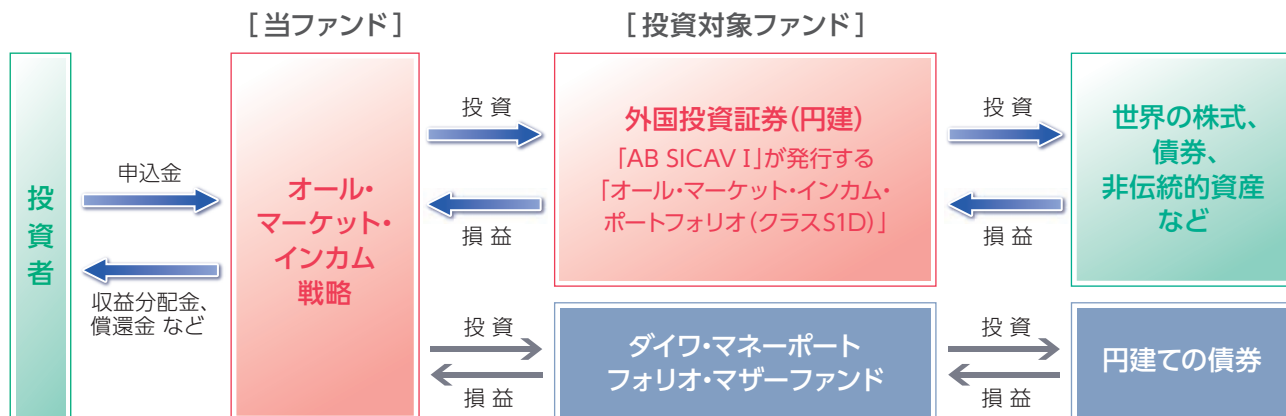 [当ファンド]
[投資対象ファンド]
投資者
申込金
収益分配金、
償還金 など
オール・
マーケット・
インカム
戦略
投 資
損 益
外国投資証券(円建)
「AB SICAV I」が発行する
「オール・マーケット・インカム・
ポートフォリオ(クラスS1D)」
投 資
損 益
世界の株式、
債券、
非伝統的資産
など
投 資
損 益
ダイワ・マネーポート
フォリオ・マザーファンド
投 資
損 益
円建ての債券